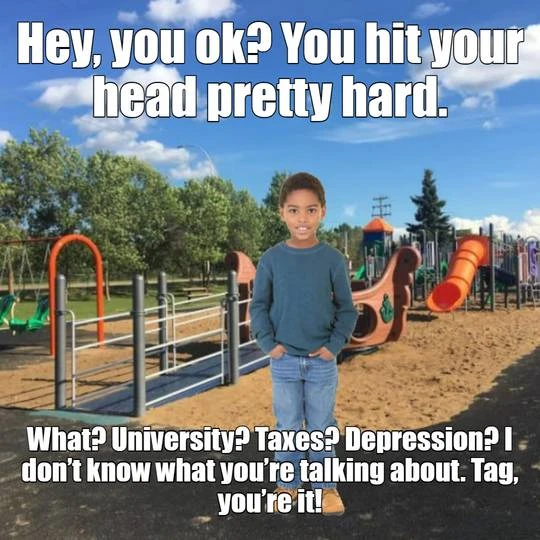 Hey, you ok? You hit your
head pretty hard.
What? University? Taxes? Depression? I
don't know what you're talking about. Tag,
you're it!